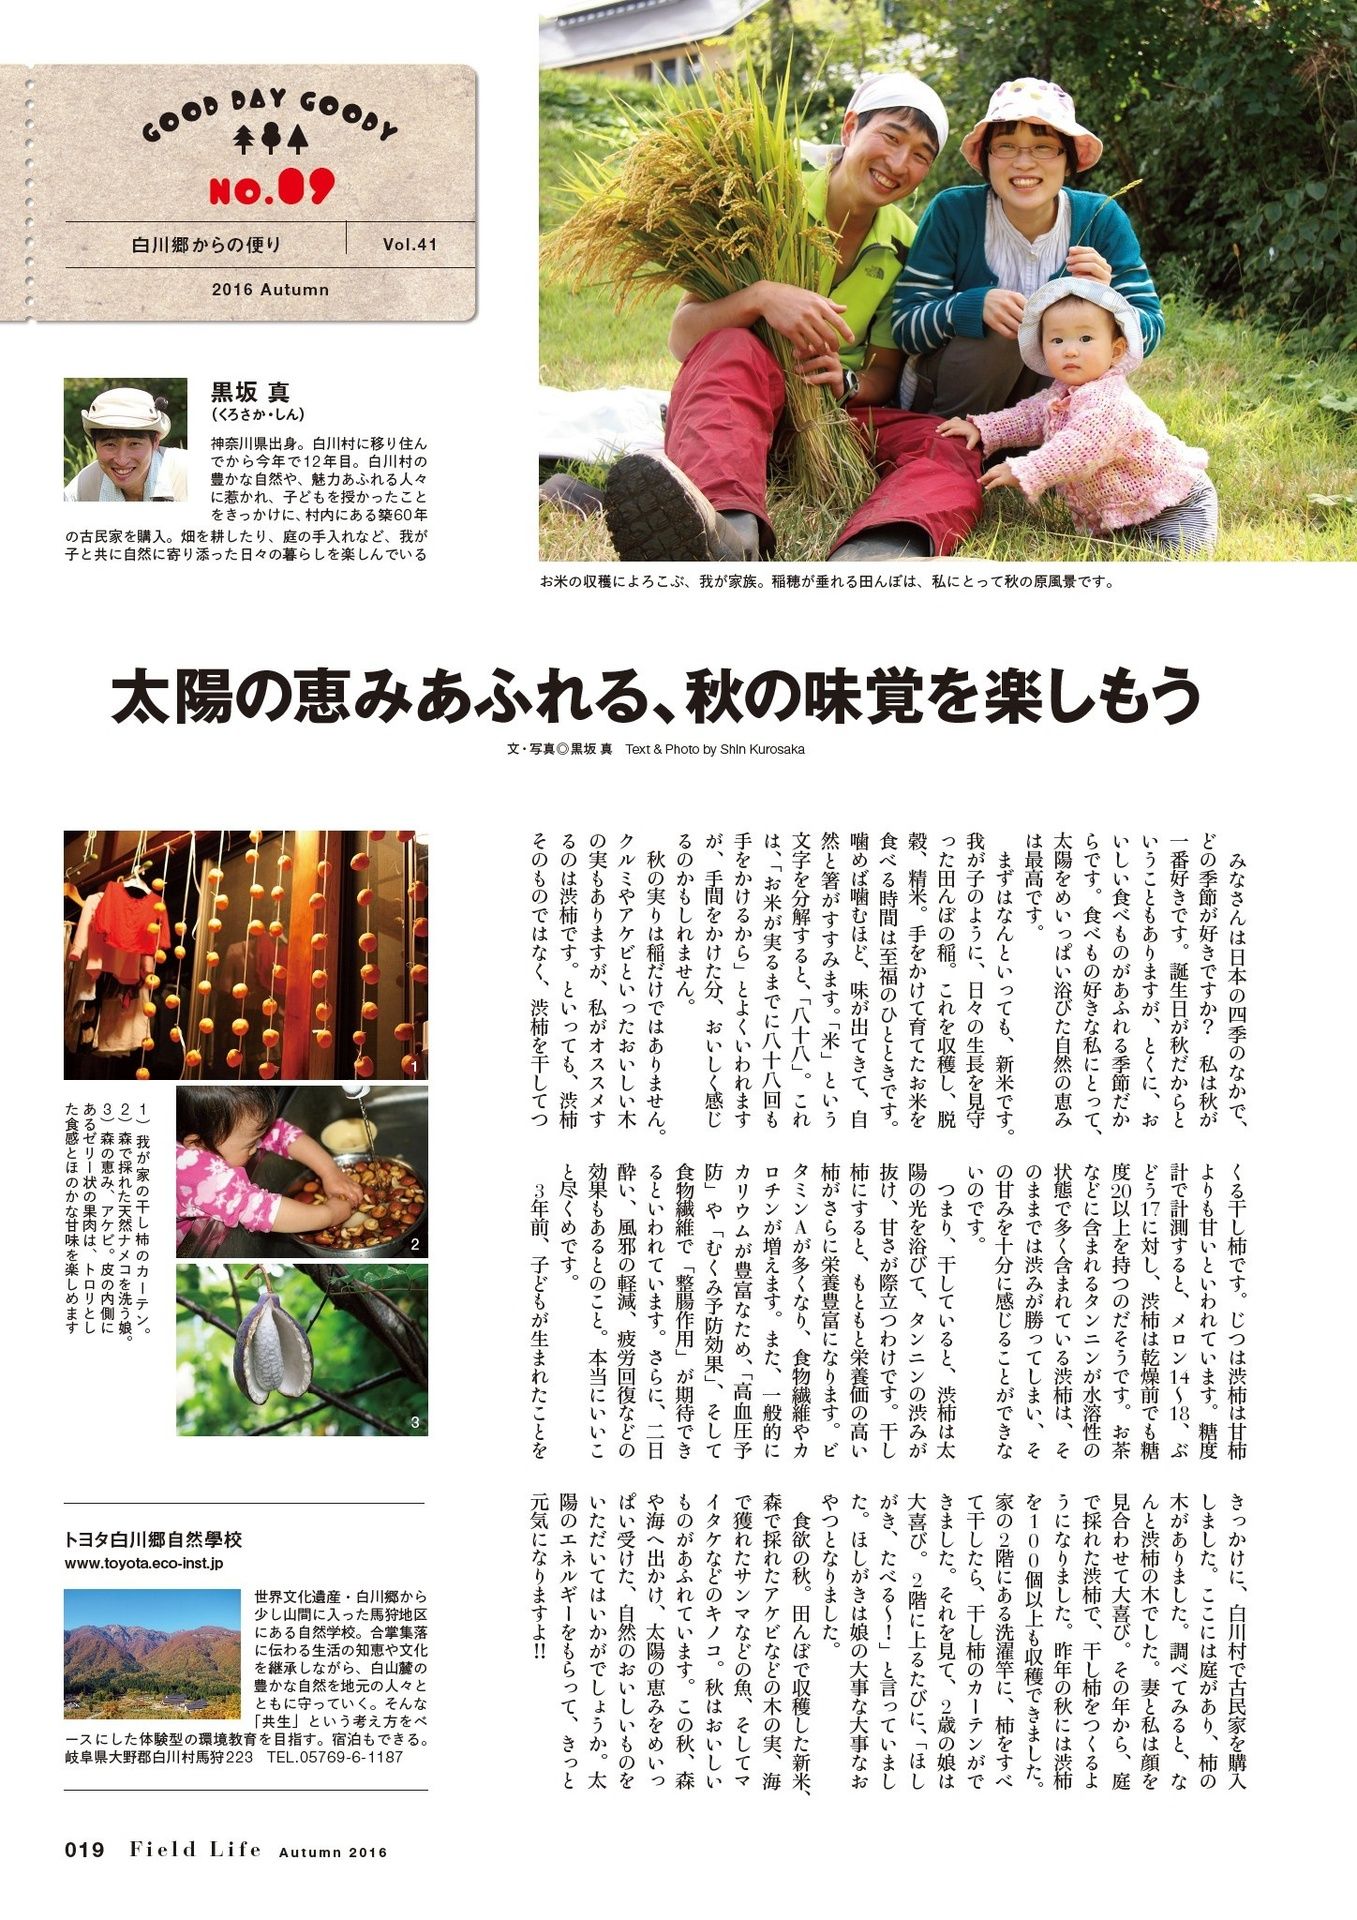 GOOD DAY GOODY
NO.09
白川郷からの便り
Vol.41
2016 Autumn
黒坂 真
（くろさか・しん）
神奈川県出身。白川村に移り住ん
でから今年で12年目。白川村の
豊かな自然や、魅力あふれる人々
に惹かれ、子どもを授かったこと
をきっかけに、村内にある築60年
の古民家を購入。畑を耕したり、庭の手入れなど、我が
子と共に自然に寄り添った日々の暮らしを楽しんでいる
お米の収穫によろこぶ、我が家族。稲穂が垂れる田んぼは、私にとって秋の原風景です。
太陽の恵みあふれる、秋の味覚を楽しもう
文・写真◎黒坂 真　Text & Photo by Shin Kurosaka
みなさんは日本の四季のなかで、
どの季節が好きですか？　私は秋が
一番好きです。誕生日が秋だからと
いうこともありますが、とくに、お
いしい食べものがあふれる季節だか
らです。食べもの好きな私にとって、
太陽をめいっぱい浴びた自然の恵み
は最高です。
まずはなんといっても、新米です。
我が子のように、日々の生長を見守
った田んぼの稲。これを収穫し、脱
穀、精米。手をかけて育てたお米を
食べる時間は至福のひとときです。
噛めば噛むほど、味が出てきて、自
然と箸がすすみます。「米」という
文字を分解すると、「八十八」。これ
は、「お米が実るまでに八十八回も
手をかけるから」とよくいわれます
が、手間をかけた分、おいしく感じ
るのかもしれません。
秋の実りは稲だけではありません。
クルミやアケビといったおいしい木
の実もありますが、私がオススメす
るのは渋柿です。といっても、渋柿
そのものではなく、渋柿を干してつ
くる干し柿です。じつは渋柿は甘柿
よりも甘いといわれています。糖度
計で計測すると、メロン14～18、ぶ
どう17に対し、渋柿は乾燥前でも糖
度20以上を持つのだそうです。お茶
などに含まれるタンニンが水溶性の
状態で多く含まれている渋柿は、そ
のままでは渋みが勝ってしまい、そ
の甘みを十分に感じることができな
いのです。
つまり、干していると、渋柿は太
陽の光を浴びて、タンニンの渋みが
抜け、甘さが際立つわけです。干し
柿にすると、もともと栄養価の高い
柿がさらに栄養豊富になります。ビ
タミンAが多くなり、食物繊維やカ
ロチンが増えます。また、一般的に
カリウムが豊富なため、「高血圧予
防」や「むくみ予防効果」、そして
食物繊維で「整腸作用」が期待でき
るといわれています。さらに、二日
酔い、風邪の軽減、疲労回復などの
効果もあるとのこと。本当にいいこ
と尽くめです。
3年前、子どもが生まれたことを
きっかけに、白川村で古民家を購入
しました。ここには庭があり、柿の
木がありました。調べてみると、な
んと渋柿の木でした。妻と私は顔を
見合わせて大喜び。その年から、庭
で採れた渋柿で、干し柿をつくるよ
うになりました。昨年の秋には渋柿
を100個以上も収穫できました。
家の2階にある洗濯竿に、柿をすべ
て干したら、干し柿のカーテンがで
きました。それを見て、2歳の娘は
大喜び。2階に上るたびに、「ほし
がき、たべる～！」と言っていまし
た。ほしがきは娘の大事な大事なお
やつとなりました。
食欲の秋。田んぼで収穫した新米、
森で採れたアケビなどの木の実、海
で獲れたサンマなどの魚、そしてマ
イタケなどのキノコ。秋はおいしい
ものがあふれています。この秋、森
や海へ出かけ、太陽の恵みをめいっ
ぱい受けた、自然のおいしいものを
いただいてはいかがでしょうか。太
陽のエネルギーをもらって、きっと
元気になりますよ!!
1
2
3
1）我が家の干し柿のカーテン。
2）森で採れた天然ナメコを洗う娘。
3）森の恵み、アケビ。皮の内側に
あるゼリー状の果肉は、トロリとし
た食感とほのかな甘味を楽しめます
トヨタ白川郷自然學校
www.toyota.eco-inst.jp
世界文化遺産・白川郷から
少し山間に入った馬狩地区
にある自然学校。合掌集落
に伝わる生活の知恵や文化
を継承しながら、白山麓の
豊かな自然を地元の人々と
ともに守っていく。そんな
「共生」という考え方をベ
ースにした体験型の環境教育を目指す。宿泊もできる。
岐阜県大野郡白川村馬狩223　TEL.05769-6-1187
019　Field Life　Autumn 2016